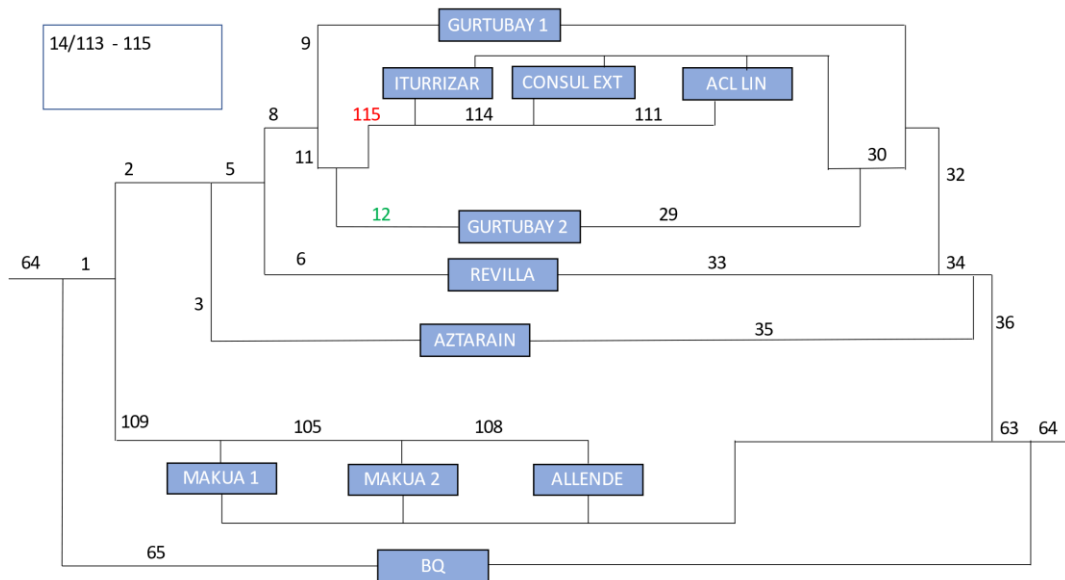 14/113 - 115
GURTUBAY 1
9
ITURRIZAR
CONSUL EXT
ACL LIN
8
115
114
111
11
30
2
5
32
12
GURTUBAY 2
29
64
1
6
REVILLA
33
34
3
AZTARAIN
35
36
109
105
108
63
64
MAKUA 1
MAKUA 2
ALLENDE
65
BQ